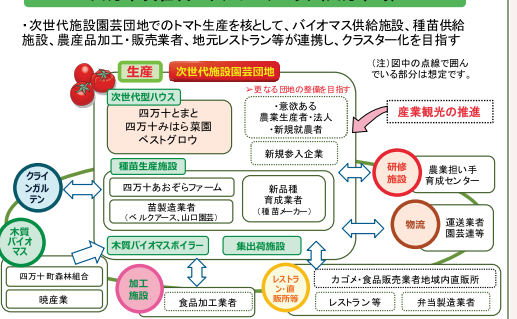 ・次世代施設園芸団地でのトマト生産を核として、バイオマス供給施設、種苗供給
施設、農産品加工・販売業者、地元レストラン等が連携し、クラスター化を目指す
(注)図中の点線で囲ん
でいる部分は想定です。
生産
次世代施設園芸団地
次世代型ハウス
四万十とまと
四万十みはら菜園
ベストグロウ
➢更なる団地の整備を目指す
・意欲ある
農業生産者・法人
・新規就農者
新規参入企業
産業観光の推進
種苗生産施設
四万十あおぞらファーム
苗製造業者
(ベルグアース、山口園芸)
新品種
育成業者
(種苗メーカー)
木質バイオマスボイラー
集出荷施設
クライ
ンガル
テン
木質
バイオ
マス
四万十町森林組合
暁産業
加工
施設
食品加工業者
レストラ
ン・直
販所等
カゴメ・食品販売業者地域内直販所
レストラン等
弁当製造業者
研修
施設
農業担い手
育成センター
物流
運送業者
園芸連等